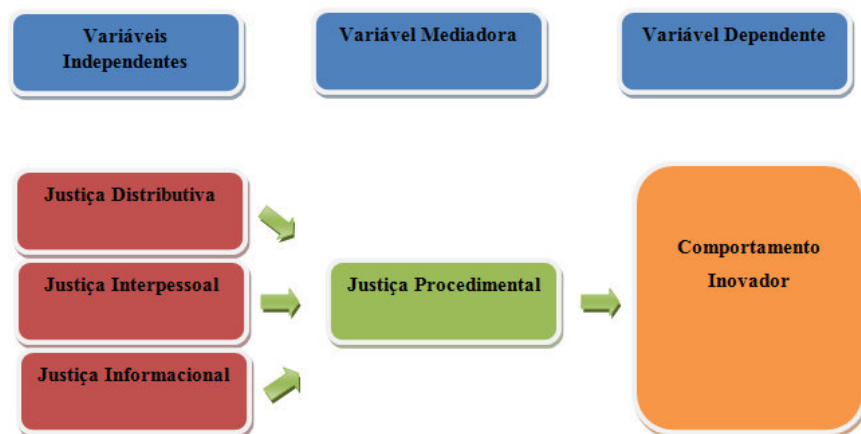 Variáveis
Independentes
Variável Mediadora
Variável Dependente
Justiça Distributiva
Justiça Interpessoal
Justiça Informacional
Justiça Procedimental
Comportamento
Inovador